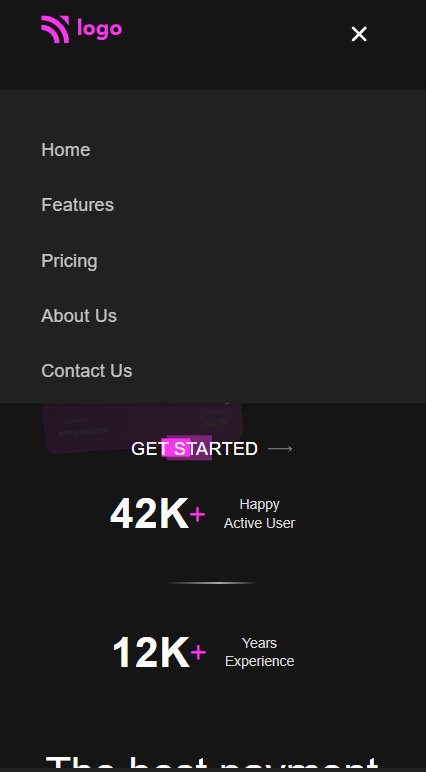 logo
Home
Features
Pricing
About Us
Contact Us
GET STARTED
42K+
Happy
Active User
12K+
Years
Experience
The best payment